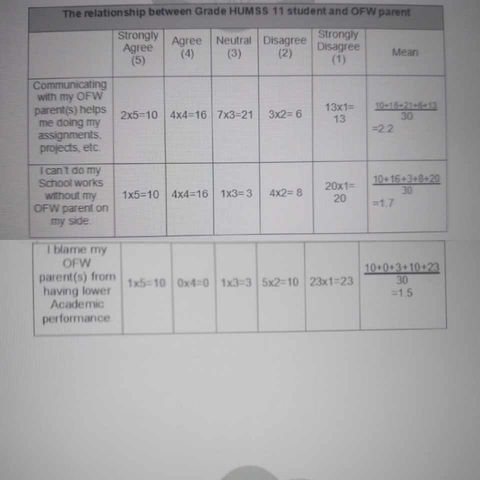 The relationship between Grade HUMSS 11 student and OFW parent
Strongly
Agree
(5)
Agree
(4)
Neutral
(3)
Disagree
(2)
Strongly
Disagree
(1)
Mean
Communicating
with my OFW
parent(s) helps
me doing my
assignments,
projects, etc.
2x5=10
4x4=16
7x3=21
3x2= 6
13x1=
13
10+16+21+6+13
30
=2.2
I can't do my
School works
without my
OFW parent on
my side.
1x5=10
4x4=16
1x3= 3
4x2= 8
20x1=
20
10+16+3+8+20
30
=1.7
I blame my
OFW
parent(s) from
having lower
Academic
performance.
1x5=10
0x4=0
1x3=3
5x2=10
23x1=23
10+0+3+10+23
30
=1.5